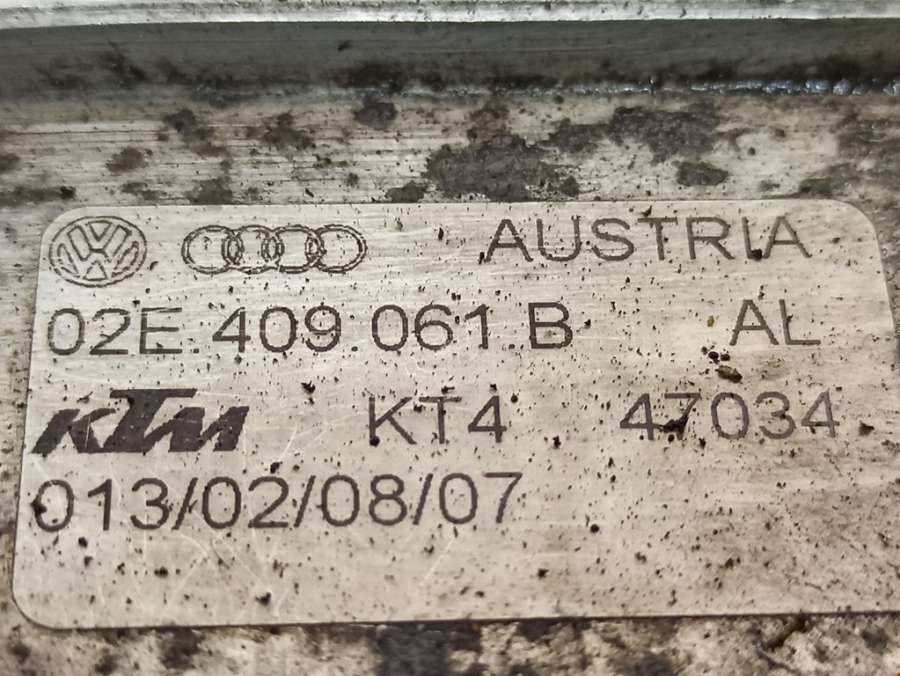 AUSTRIA
02E.409.061.B AL
KTM KT4 47034
013/02/08/07